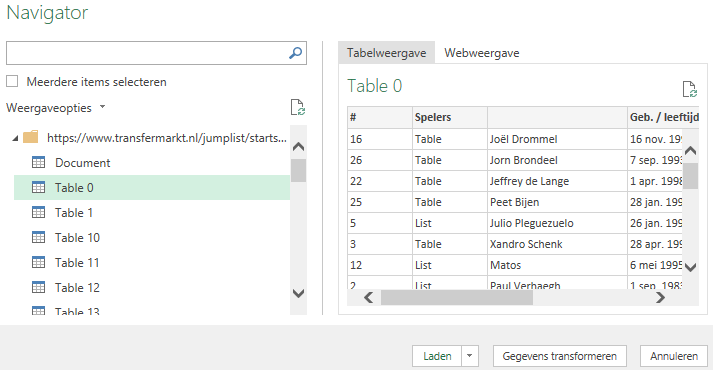 Navigator
Tabelweergave Webweergave
Meerdere items selecteren
Weergaveopties
https://www.transfermarkt.nl/jumplist/starts...
Document
Table 0
Table 1
Table 10
Table 11
Table 12
Table 13
Table 0
# Spelers Geb. / leeftijd
16 Table Joël Drommel 16 nov. 199
26 Table Jorn Brondeel 7 sep. 1993
22 Table Jeffrey de Lange 1 apr. 1998
25 Table Peet Bijen 28 jan. 199
5 List Julio Pleguezuelo 26 jan. 199
3 Table Xandro Schenk 28 apr. 199
12 List Matos 6 mei 1995
2 List Paul Verhaegh 1 sep. 1983
Laden Gegevens transformeren Annuleren